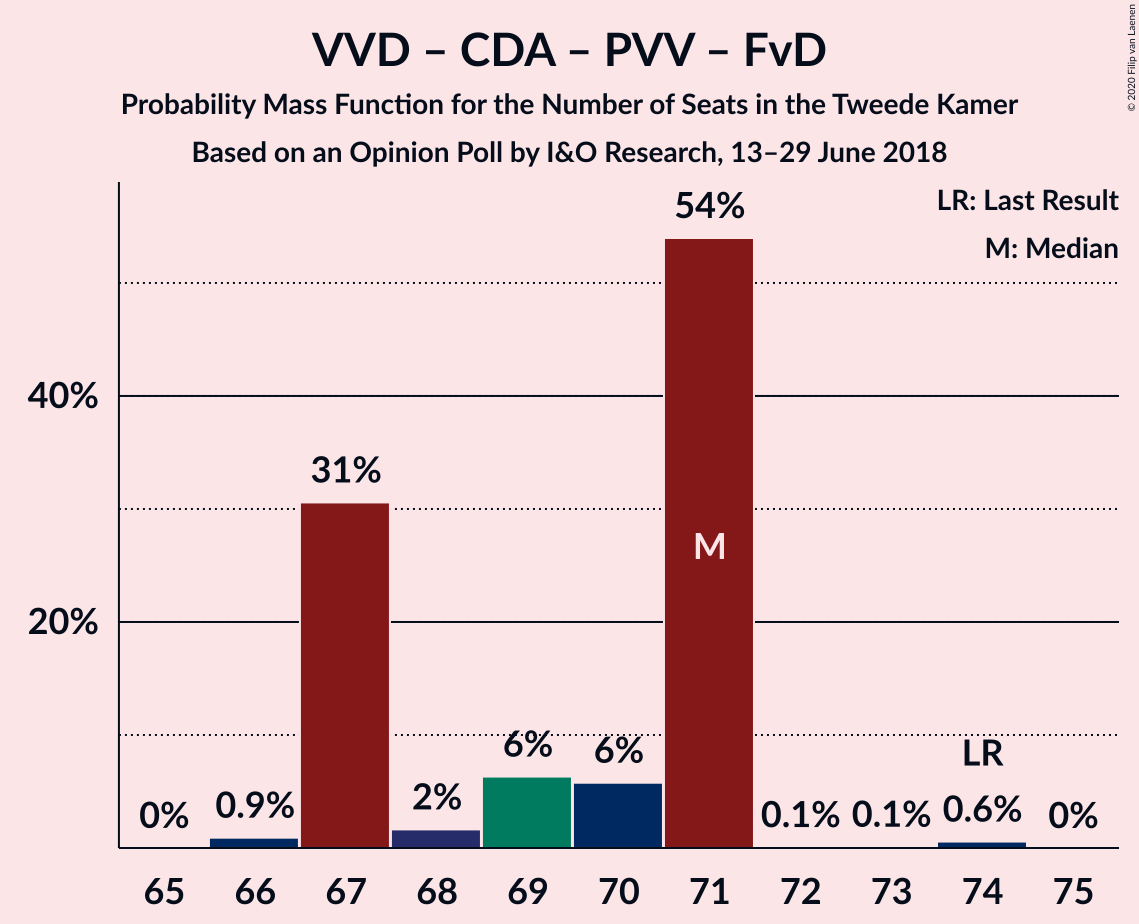 VVD – CDA – PVV – FvD
Probability Mass Function for the Number of Seats in the Tweede Kamer
Based on an Opinion Poll by I&O Research, 13–29 June 2018
© 2020 Filip van Laenen
LR: Last Result
M: Median
54%
40%
31%
M
20%
0%
0.9%
2%
6%
6%
0.1%
0.1%
LR
0.6%
0%
65 66 67 68 69 70 71 72 73 74 75